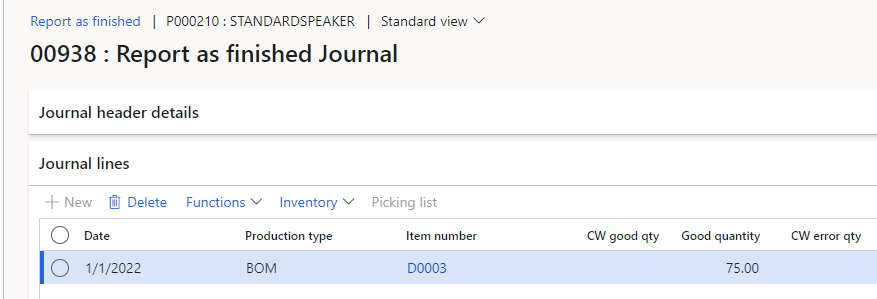 Report as finished | P000210 : STANDARDSPEAKER | Standard view
00938 : Report as finished Journal
Journal header details
Journal lines
New Delete Functions Inventory Picking list
Date Production type Item number CW good qty Good quantity CW error qty
1/1/2022 BOM D0003 75.00